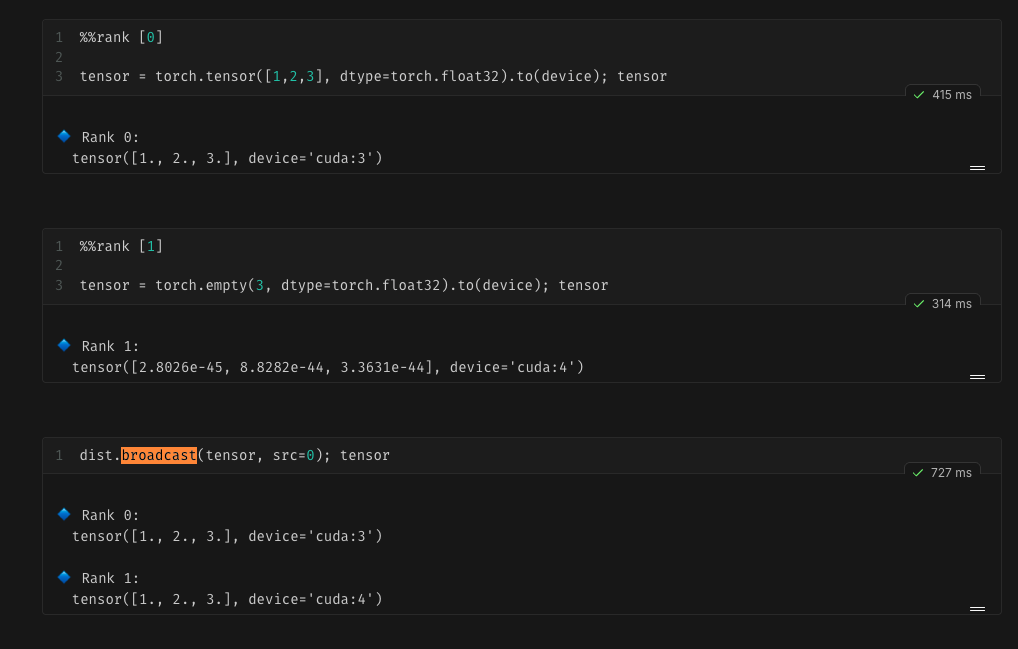 1 %%rank [0]
2
3 tensor = torch.tensor([1,2,3], dtype=torch.float32).to(device); tensor
415 ms
Rank 0:
tensor([1., 2., 3.], device='cuda:3')
1 %%rank [1]
2
3 tensor = torch.empty(3, dtype=torch.float32).to(device); tensor
314 ms
Rank 1:
tensor([2.8026e-45, 8.8282e-44, 3.3631e-44], device='cuda:4')
1 dist.broadcast(tensor, src=0); tensor
727 ms
Rank 0:
tensor([1., 2., 3.], device='cuda:3')
Rank 1:
tensor([1., 2., 3.], device='cuda:4')